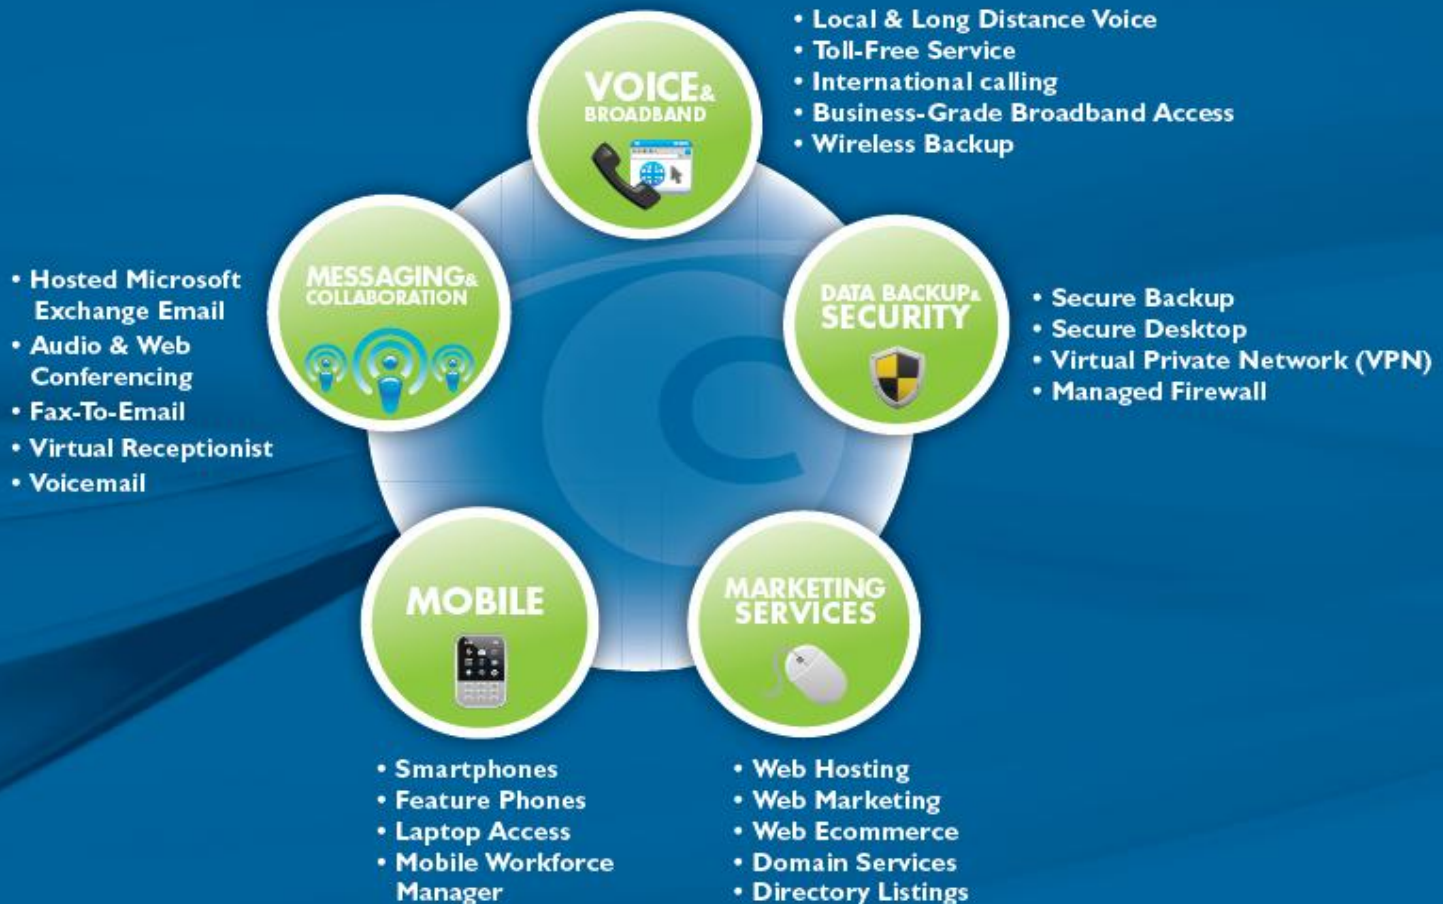 VOICE&
BROADBAND
• Local & Long Distance Voice
• Toll-Free Service
• International calling
• Business-Grade Broadband Access
• Wireless Backup
MESSAGING&
COLLABORATION
• Hosted Microsoft
Exchange Email
• Audio & Web
Conferencing
• Fax-To-Email
• Virtual Receptionist
• Voicemail
DATA BACKUP&
SECURITY
• Secure Backup
• Secure Desktop
• Virtual Private Network (VPN)
• Managed Firewall
MOBILE
• Smartphones
• Feature Phones
• Laptop Access
• Mobile Workforce
Manager
MARKETING
SERVICES
• Web Hosting
• Web Marketing
• Web Ecommerce
• Domain Services
• Directory Listings